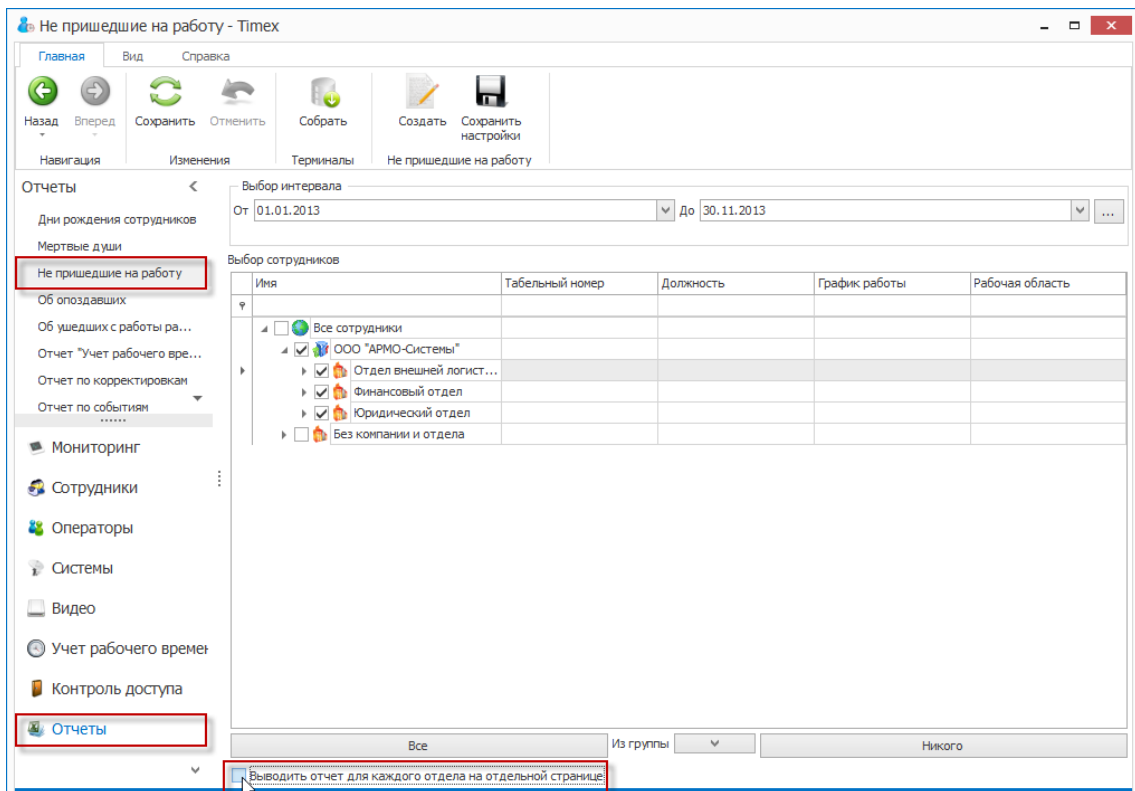 Не пришедшие на работу - Timex
Главная Вид Справка
Назад Вперед Сохранить Отменить Собрать Создать Сохранить
настройки
Навигация Изменения Терминалы Не пришедшие на работу
Отчеты
Дни рождения сотрудников
Мертвые души
Не пришедшие на работу
Об опоздавших
Об ушедших с работы ра...
Отчет "Учет рабочего вре...
Отчет по корректировкам
Отчет по событиям
Мониторинг
Сотрудники
Операторы
Системы
Видео
Учет рабочего времен
Контроль доступа
Отчеты
Выбор интервала
От 01.01.2013 До 30.11.2013 ...
Выбор сотрудников
Имя Табельный номер Должность График работы Рабочая область
Все сотрудники
ООО "АРМО-Системы"
Отдел внешней логист...
Финансовый отдел
Юридический отдел
Без компании и отдела
Все Из группы Никого
Выводить отчет для каждого отдела на отдельной странице